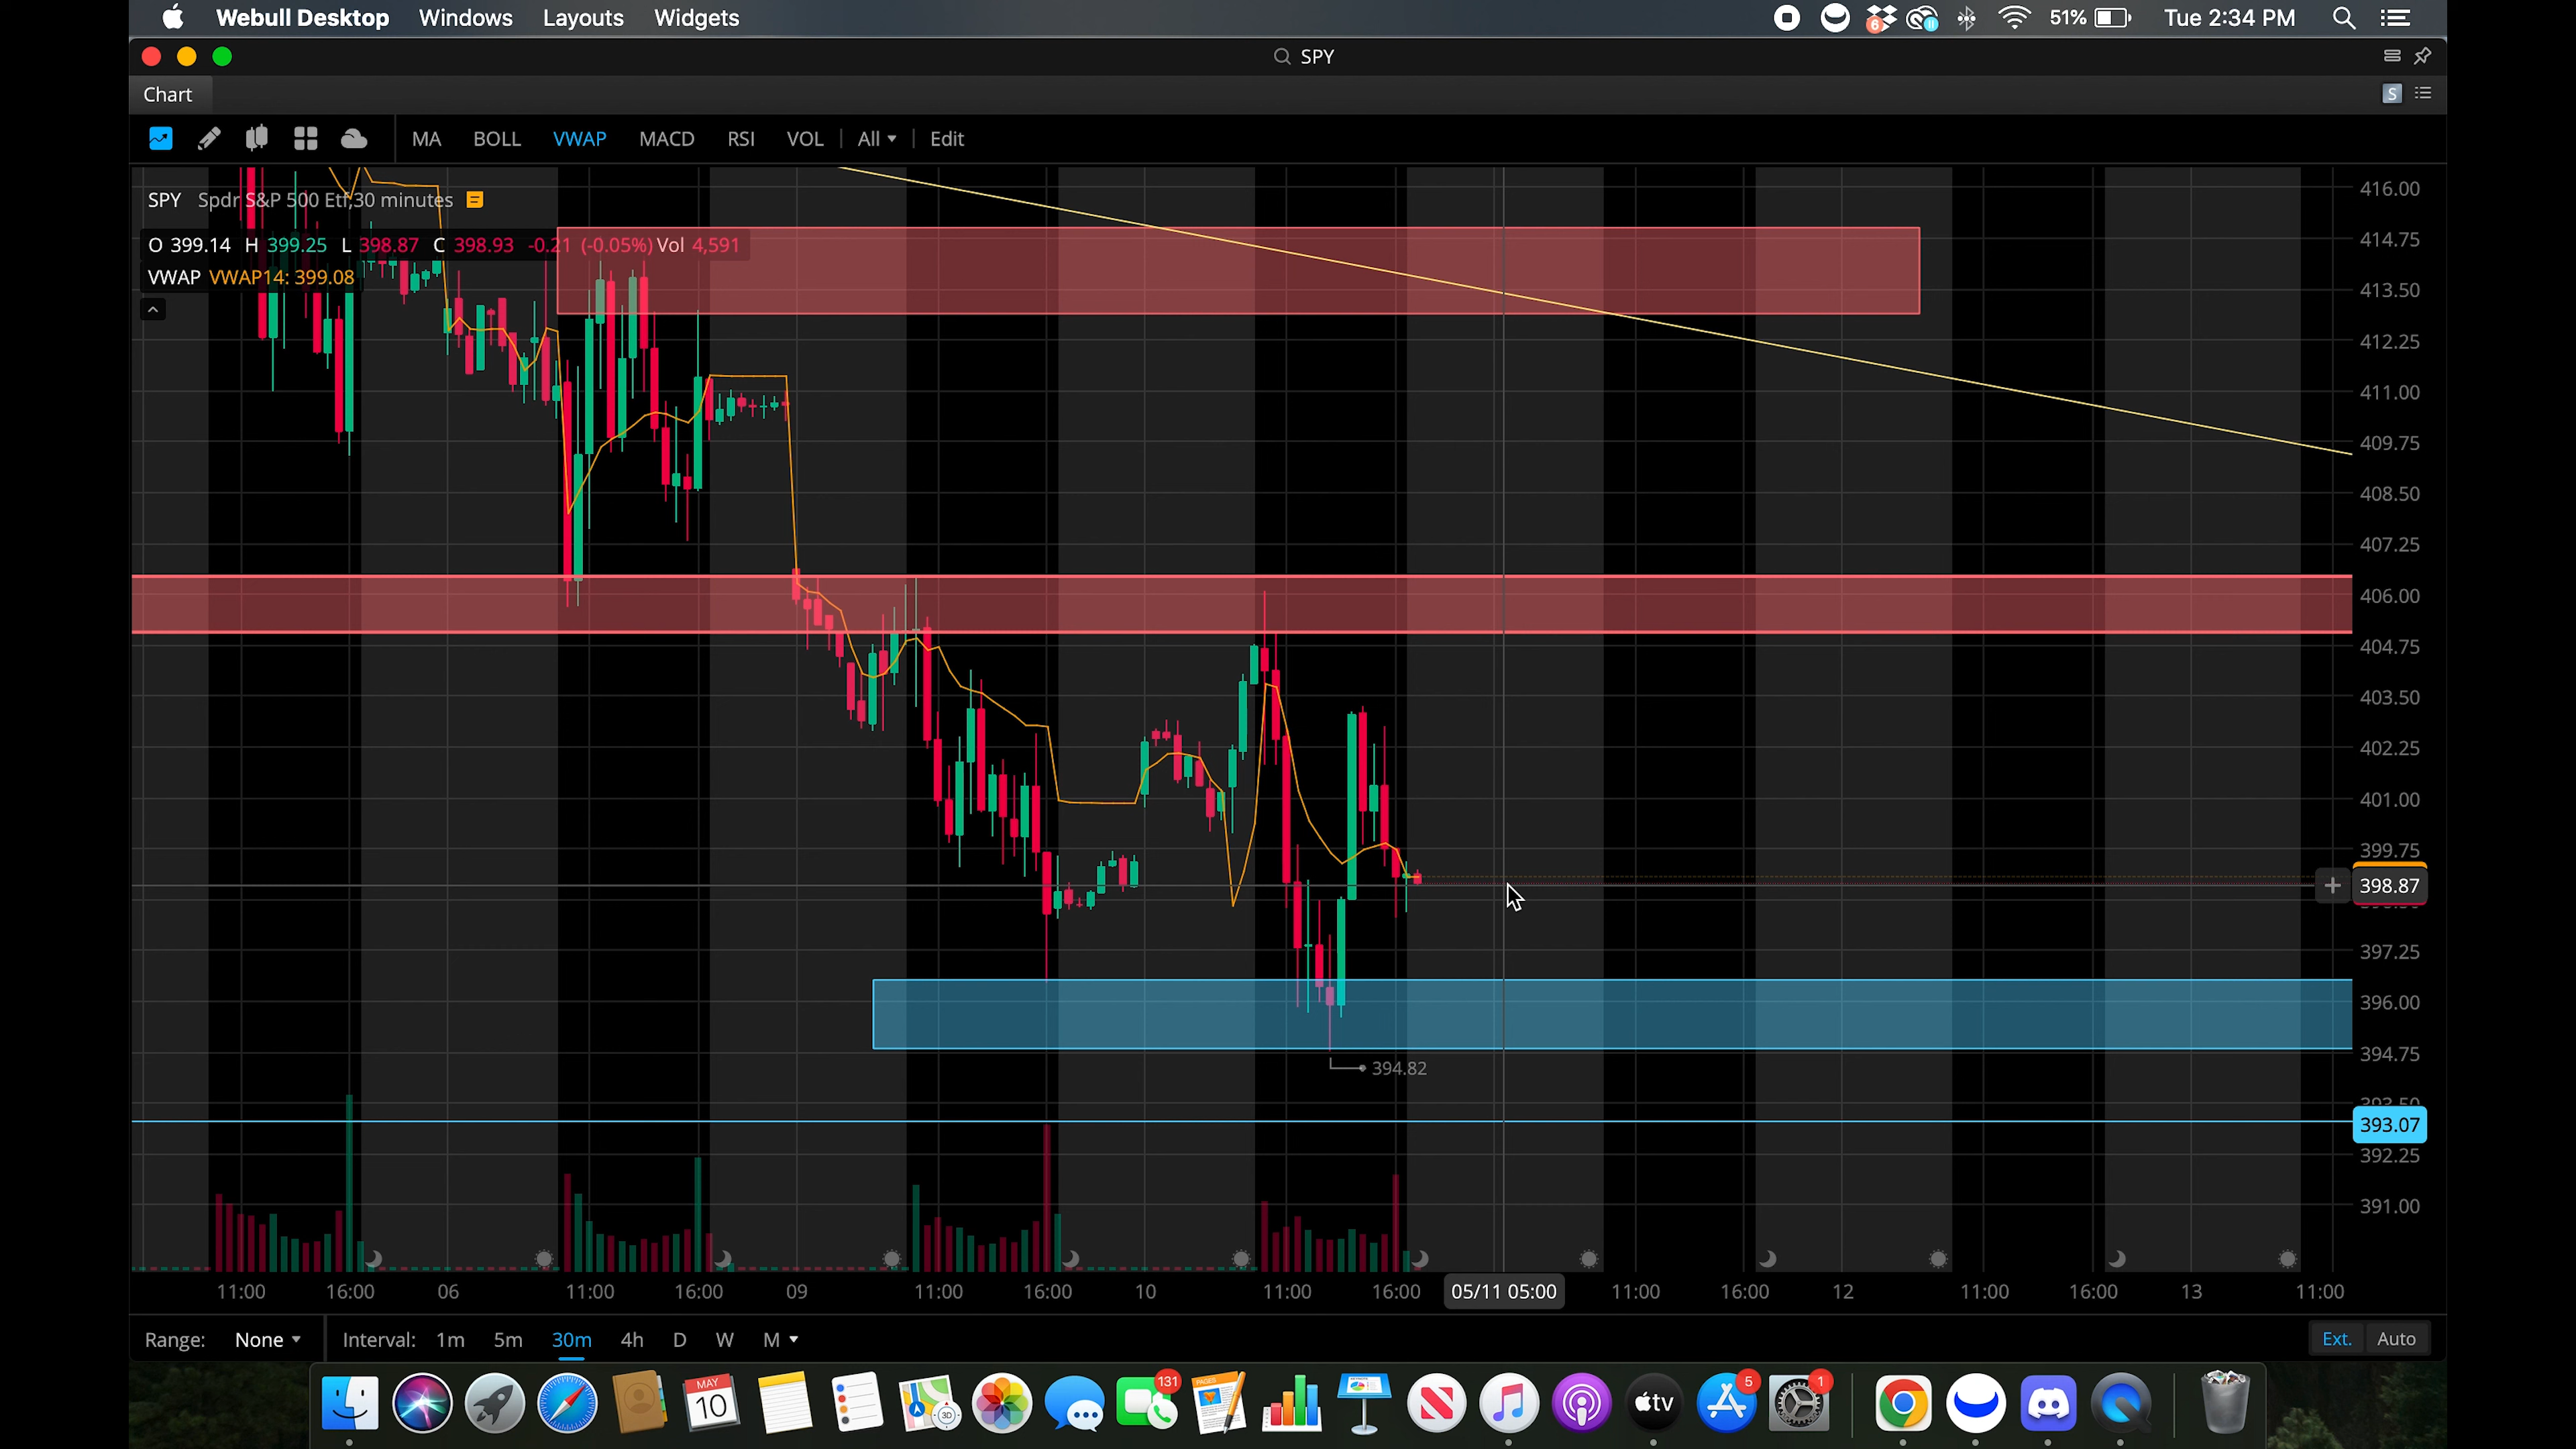 Webull Desktop Windows Layouts Widgets 6 51% Tue 2:34 PM
SPY
Chart S
MA BOLL VWAP MACD RSI VOL All Edit
SPY Spdr S&P 500 Etf,30 minutes
O 399.14 H 399.25 L 398.87 C 398.93 -0.21 (-0.05%) Vol 4,591
VWAP VWAP14: 399.08
416.00
414.75
413.50
412.25
411.00
409.75
408.50
407.25
406.00
404.75
403.50
402.25
401.00
399.75
398.87
397.25
396.00
394.75
394.82
393.50
393.07
392.25
391.00
11:00 16:00 06 11:00 16:00 09 11:00 16:00 10 11:00 16:00 05/11 05:00 11:00 16:00 12 11:00 16:00 13 11:00
Range: None Interval: 1m 5m 30m 4h D W M Ext. Auto
MAY
10
3D
131
tv
5
1